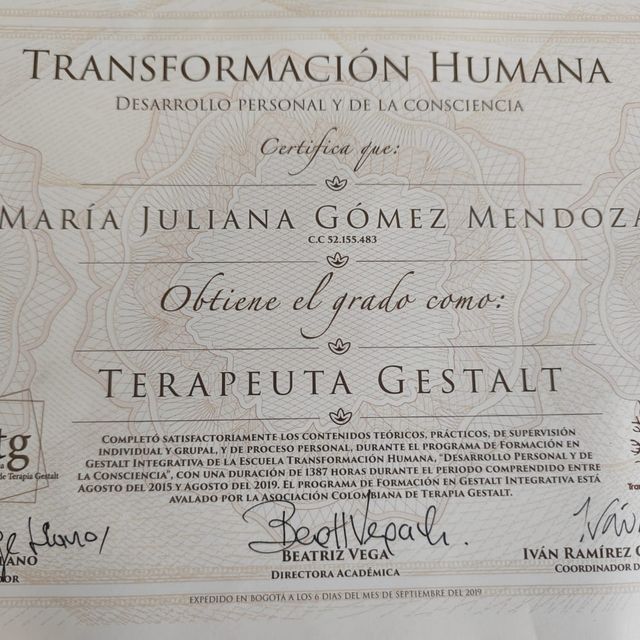 TRANSFORMACIÓN HUMANA
DESARROLLO PERSONAL Y DE LA CONSCIENCIA
Certifica que:
MARÍA JULIANA GÓMEZ MENDOZA
C.C 52.155.483
Obtiene el grado como:
TERAPEUTA GESTALT
COMPLETÓ SATISFACTORIAMENTE LOS CONTENIDOS TEÓRICOS, PRÁCTICOS, DE SUPERVISIÓN
INDIVIDUAL Y GRUPAL, Y DE PROCESO PERSONAL, DURANTE EL PROGRAMA DE FORMACIÓN EN
GESTALT INTEGRATIVA DE LA ESCUELA TRANSFORMACIÓN HUMANA, "DESARROLLO PERSONAL Y DE
LA CONSCIENCIA", CON UNA DURACIÓN DE 1387 HORAS DURANTE EL PERIODO COMPRENDIDO ENTRE
AGOSTO DEL 2015 Y AGOSTO DEL 2019. EL PROGRAMA DE FORMACIÓN EN GESTALT INTEGRATIVA ESTÁ
AVALADO POR LA ASOCIACIÓN COLOMBIANA DE TERAPIA GESTALT.
tg
de Terapia Gestalt
BEATRIZ VEGA
DIRECTORA ACADÉMICA
IVÁN RAMÍREZ
COORDINADOR DE
EXPEDIDO EN BOGOTA A LOS 6 DIAS DEL MES DE SEPTIEMBRE DEL 2019